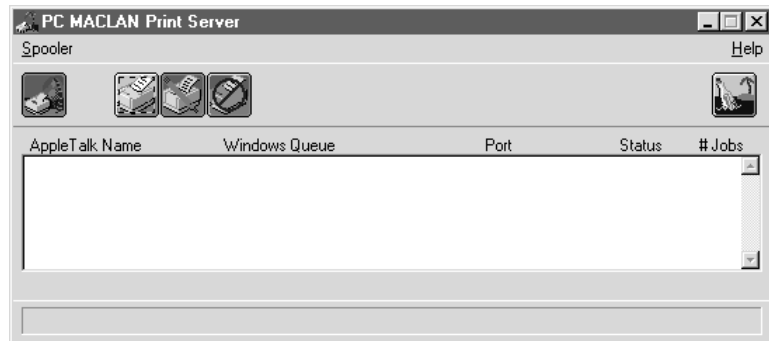 PC MACLAN Print Server
Spooler Help
AppleTalk Name Windows Queue Port Status # Jobs